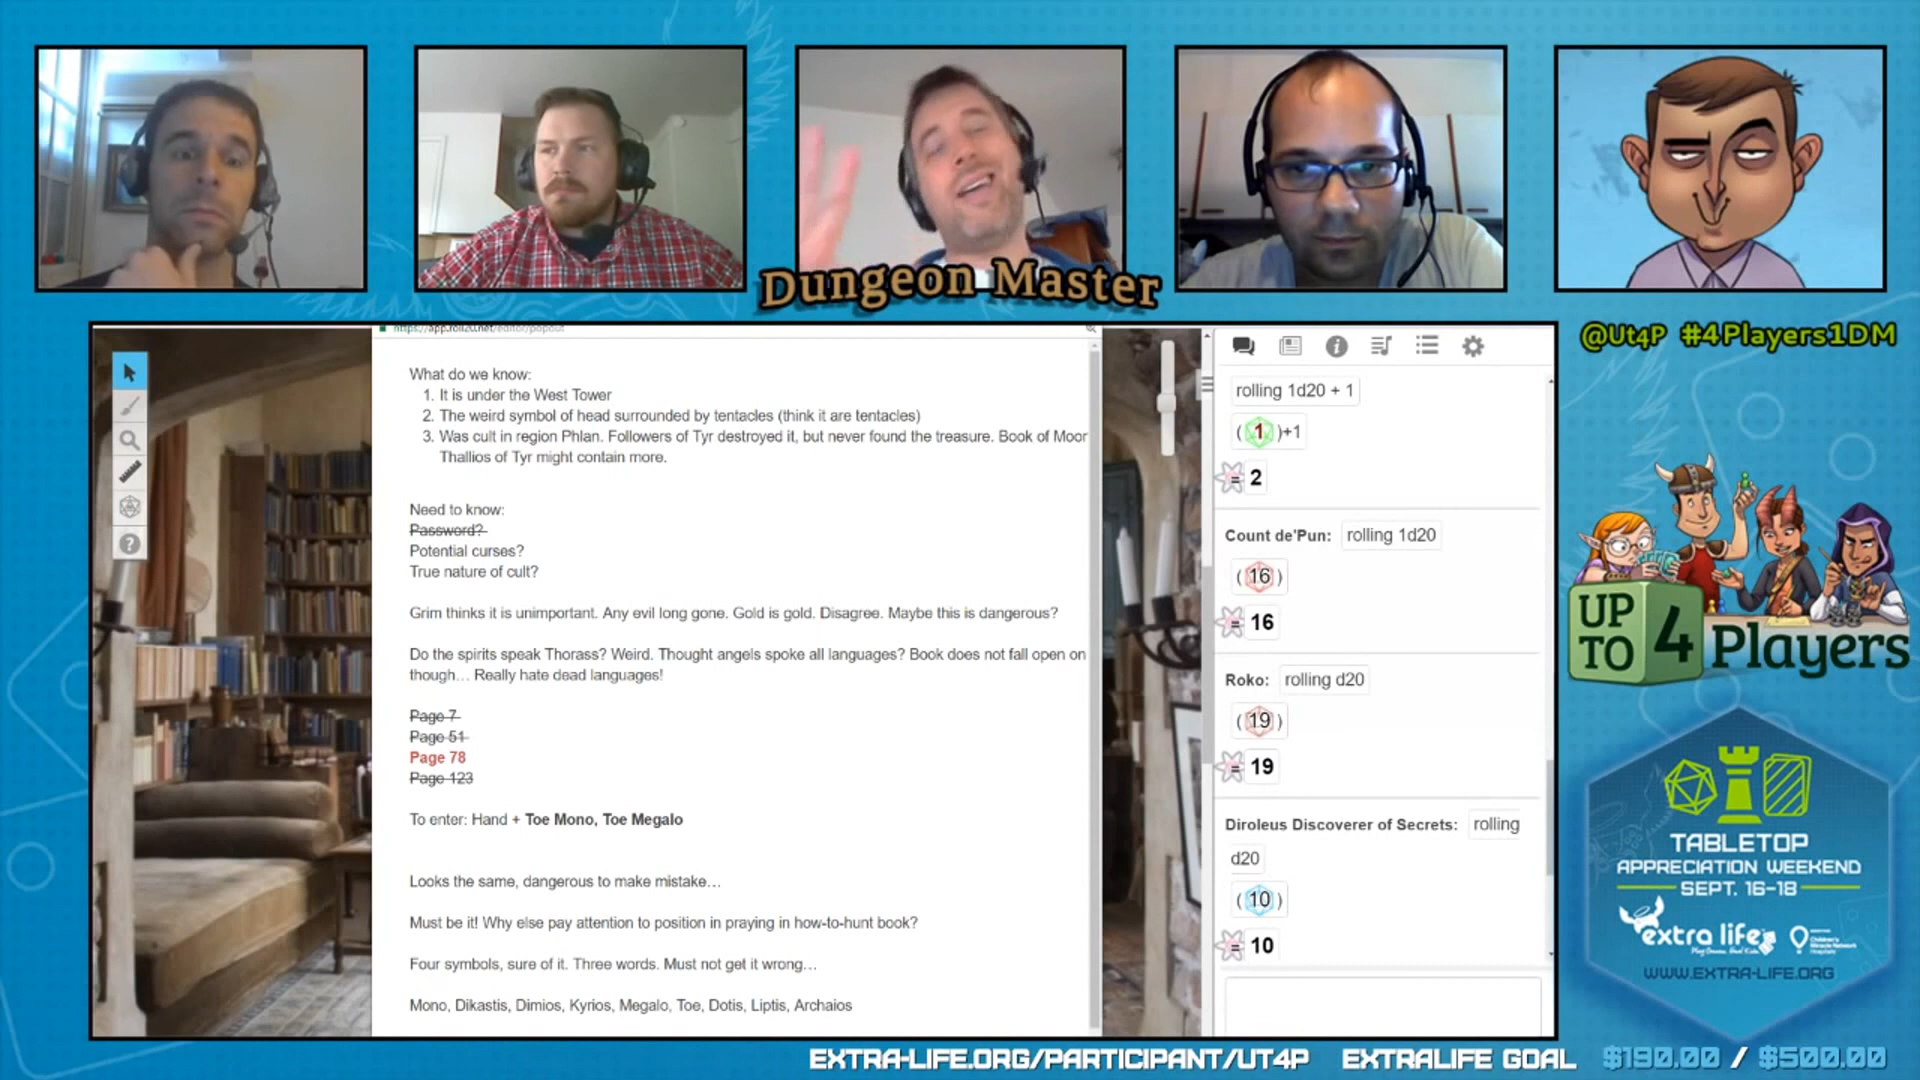 Dungeon Master
@Ut4P #4Players1DM
https://app.roll20.net/editor/popout
What do we know:
1. It is under the West Tower
2. The weird symbol of head surrounded by tentacles (think it are tentacles)
3. Was cult in region Phlan. Followers of Tyr destroyed it, but never found the treasure. Book of Moor
Thallios of Tyr might contain more.
Need to know:
Password?
Potential curses?
True nature of cult?
Grim thinks it is unimportant. Any evil long gone. Gold is gold. Disagree. Maybe this is dangerous?
Do the spirits speak Thorass? Weird. Thought angels spoke all languages? Book does not fall open on
though... Really hate dead languages!
Page 7
Page 51
Page 78
Page 123
To enter: Hand + Toe Mono, Toe Megalo
Looks the same, dangerous to make mistake...
Must be it! Why else pay attention to position in praying in how-to-hunt book?
Four symbols, sure of it. Three words. Must not get it wrong...
Mono, Dikastis, Dimios, Kyrios, Megalo, Toe, Dotis, Liptis, Archaios
rolling 1d20 + 1
(1)+1
= 2
Count de'Pun: rolling 1d20
(16)
= 16
Roko: rolling d20
(19)
= 19
Diroleus Discoverer of Secrets: rolling
d20
(10)
= 10
UP TO 4 Players
TABLETOP
APPRECIATION WEEKEND
SEPT. 16-18
extra life
Children's Miracle Network Hospitals
WWW.EXTRA-LIFE.ORG
EXTRA-LIFE.ORG/PARTICIPANT/UT4P EXTRALIFE GOAL $190.00 / $500.00